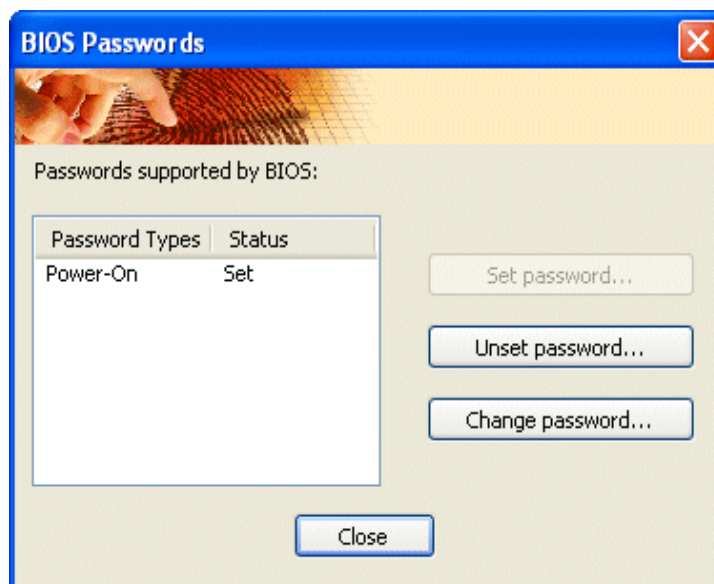 BIOS Passwords
Passwords supported by BIOS:
Password Types Status
Power-On Set
Set password...
Unset password...
Change password...
Close